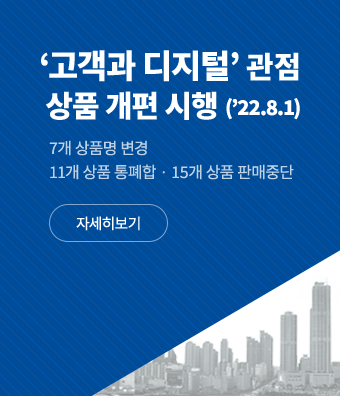 ‘고객과 디지털’ 관점
상품 개편 시행 (’22.8.1)
7개 상품명 변경
11개 상품 통폐합 · 15개 상품 판매중단
자세히보기